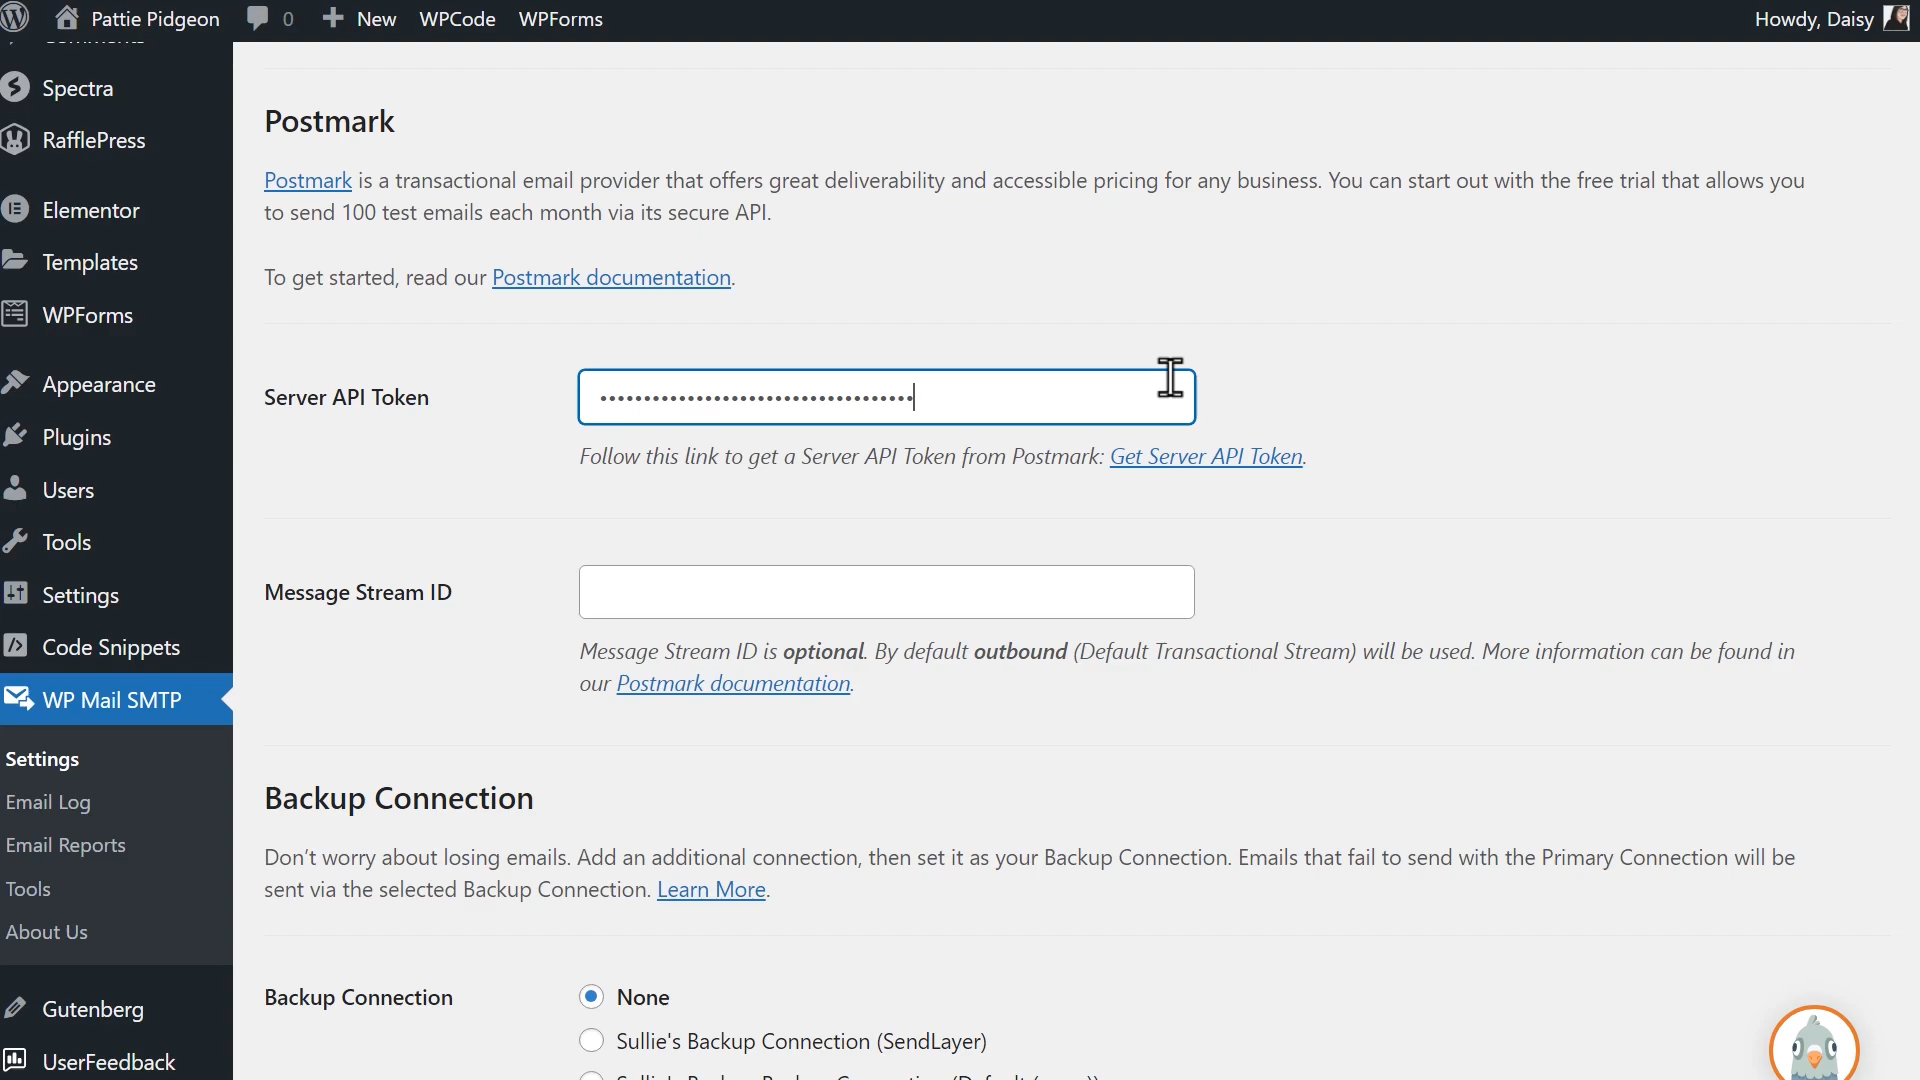 Pattie Pidgeon
0
New
WPCode
WPForms
Howdy, Daisy
Comments
Spectra
RafflePress
Elementor
Templates
WPForms
Appearance
Plugins
Users
Tools
Settings
Code Snippets
WP Mail SMTP
Settings
Email Log
Email Reports
Tools
About Us
Gutenberg
UserFeedback
Postmark
Postmark is a transactional email provider that offers great deliverability and accessible pricing for any business. You can start out with the free trial that allows you
to send 100 test emails each month via its secure API.
To get started, read our Postmark documentation.
Server API Token
Follow this link to get a Server API Token from Postmark: Get Server API Token.
Message Stream ID
Message Stream ID is optional. By default outbound (Default Transactional Stream) will be used. More information can be found in
our Postmark documentation.
Backup Connection
Don't worry about losing emails. Add an additional connection, then set it as your Backup Connection. Emails that fail to send with the Primary Connection will be
sent via the selected Backup Connection. Learn More.
Backup Connection
None
Sullie's Backup Connection (SendLayer)